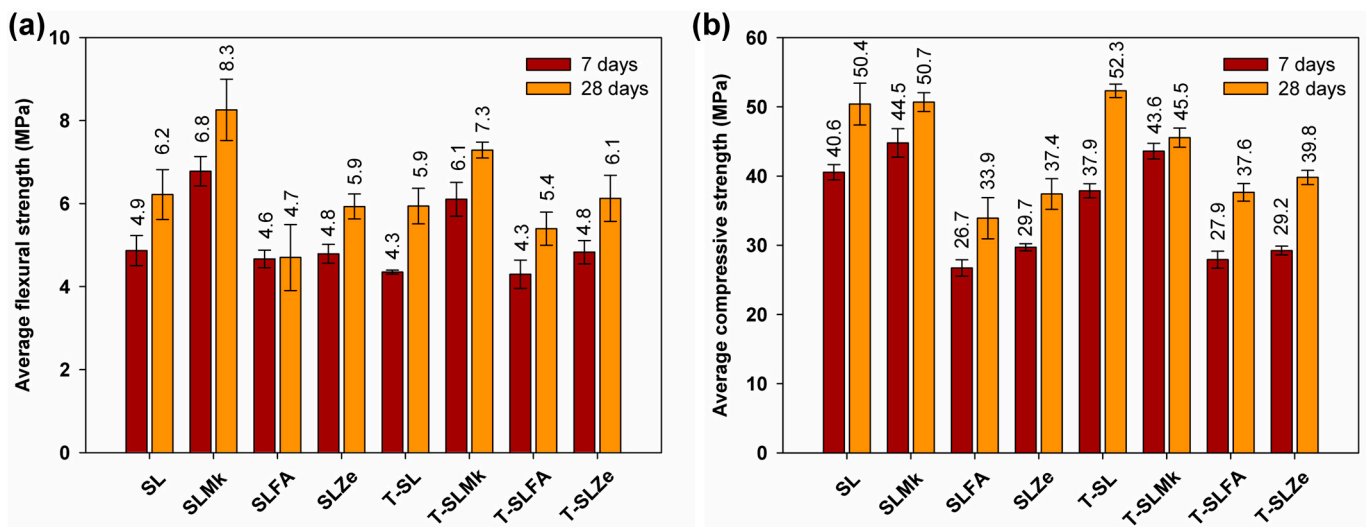 (a)
Average flexural strength (MPa)
10
8
6
4
2
0
7 days
28 days
4.9
6.2
6.8
8.3
4.6
4.7
4.8
5.9
4.3
5.9
6.1
7.3
4.3
5.4
4.8
6.1
SL
SLMk
SLFA
SLZe
T-SL
T-SLMk
T-SLFA
T-SLZe
(b)
Average compressive strength (MPa)
60
50
40
30
20
10
0
7 days
28 days
40.6
50.4
44.5
50.7
26.7
33.9
29.7
37.4
37.9
52.3
43.6
45.5
27.9
37.6
29.2
39.8
SL
SLMk
SLFA
SLZe
T-SL
T-SLMk
T-SLFA
T-SLZe